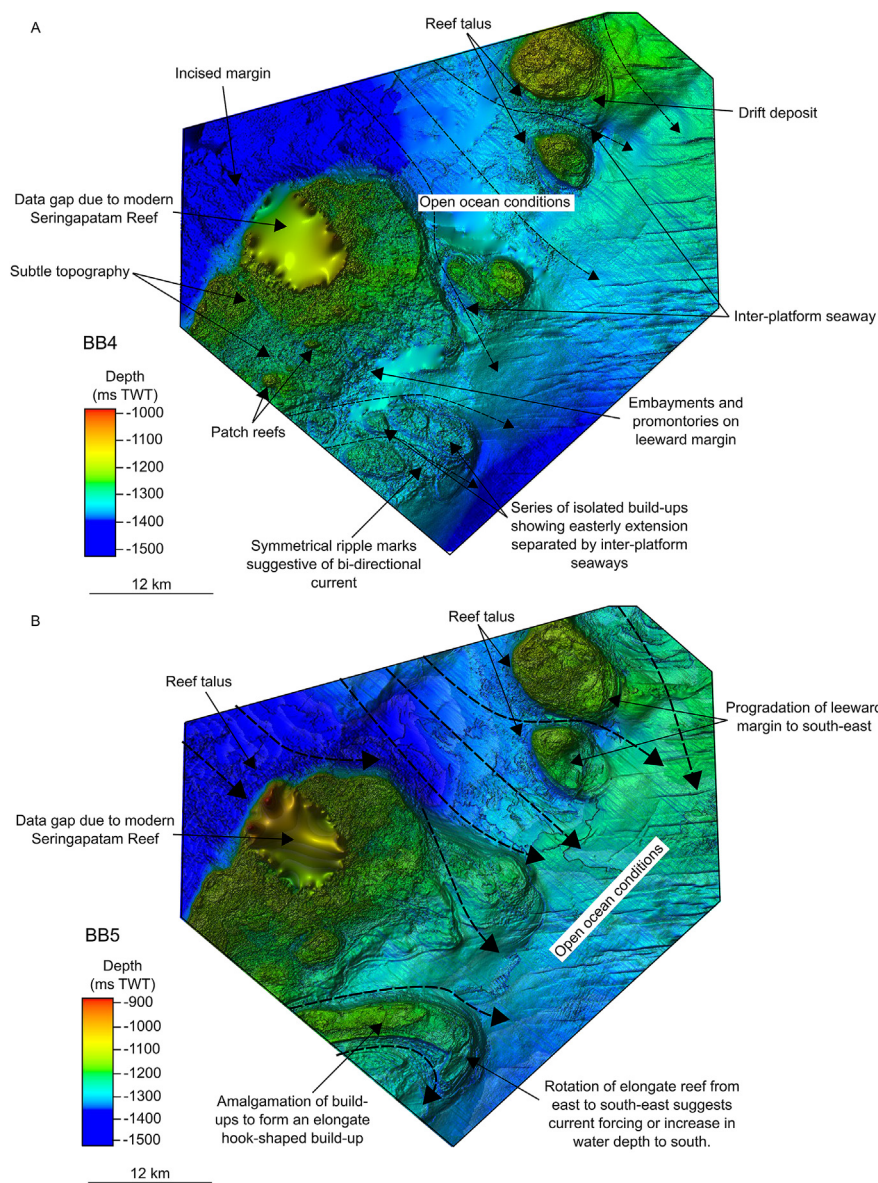 A
Reef talus
Incised margin
Drift deposit
Data gap due to modern
Seringapatam Reef
Open ocean conditions
Subtle topography
Inter-platform seaway
BB4
Depth
(ms TWT)
-1000
-1100
-1200
-1300
-1400
-1500
Patch reefs
Embayments and
promontories on
leeward margin
Series of isolated build-ups
showing easterly extension
separated by inter-platform
seaways
Symmetrical ripple marks
suggestive of bi-directional
current
12 km
B
Reef talus
Reef talus
Progradation of leeward
margin to south-east
Data gap due to modern
Seringapatam Reef
Open ocean conditions
BB5
Depth
(ms TWT)
-900
-1000
-1100
-1200
-1300
-1400
-1500
Amalgamation of build-
ups to form an elongate
hook-shaped build-up
Rotation of elongate reef from
east to south-east suggests
current forcing or increase in
water depth to south.
12 km